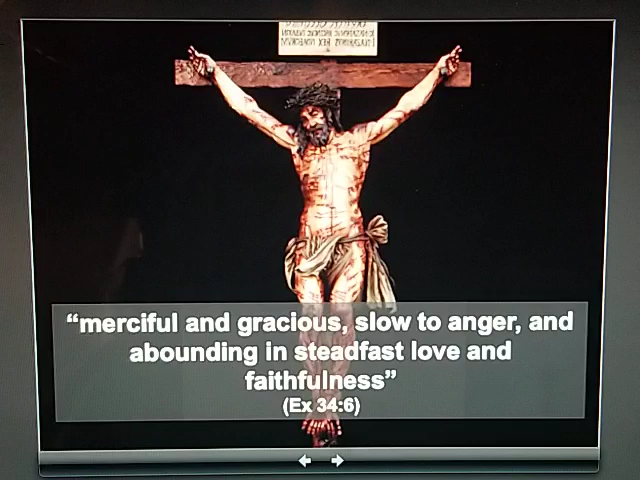 “merciful and gracious, slow to anger, and
abounding in steadfast love and
faithfulness”
(Ex 34:6)